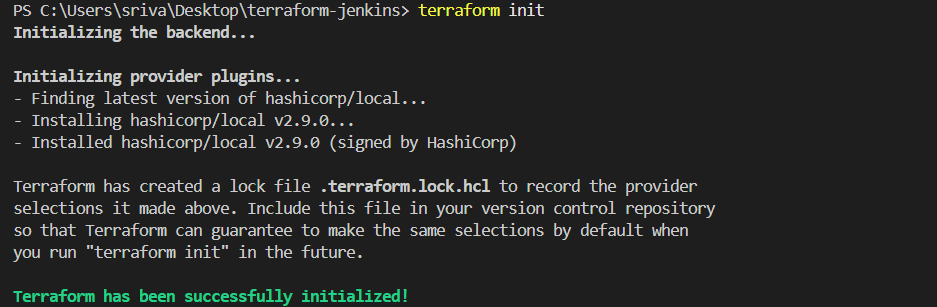 PS C:\Users\sriva\Desktop\terraform-jenkins> terraform init
Initializing the backend...
Initializing provider plugins...
- Finding latest version of hashicorp/local...
- Installing hashicorp/local v2.9.0...
- Installed hashicorp/local v2.9.0 (signed by HashiCorp)
Terraform has created a lock file .terraform.lock.hcl to record the provider
selections it made above. Include this file in your version control repository
so that Terraform can guarantee to make the same selections by default when
you run "terraform init" in the future.
Terraform has been successfully initialized!